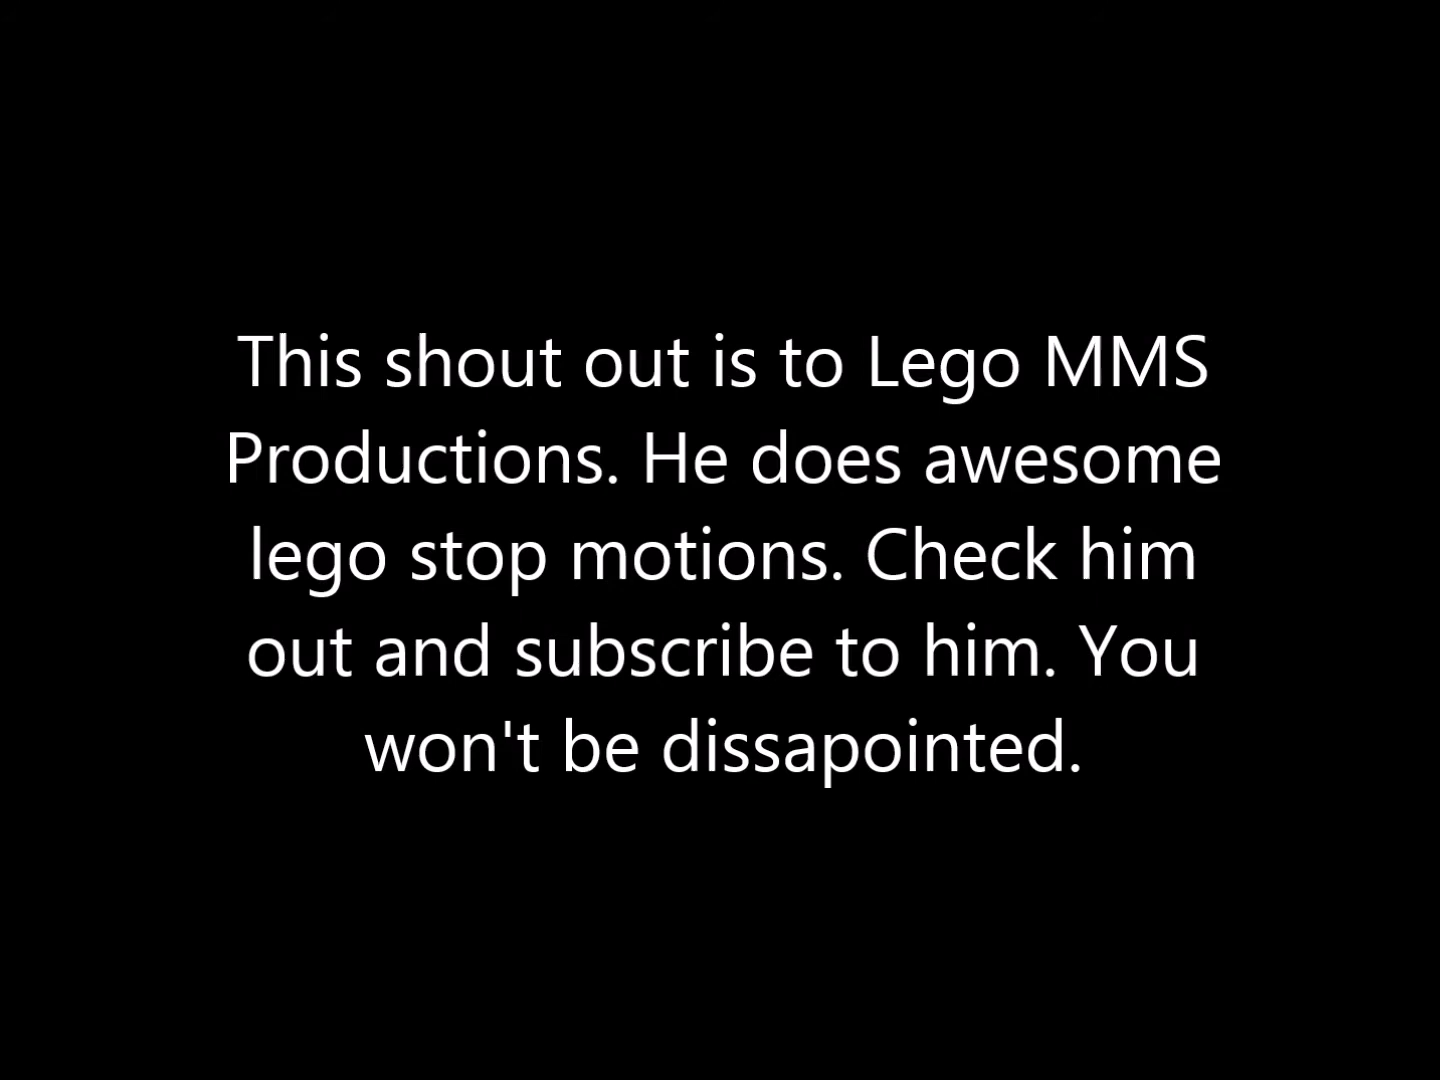 This shout out is to Lego MMS
Productions. He does awesome
lego stop motions. Check him
out and subscribe to him. You
won't be dissapointed.